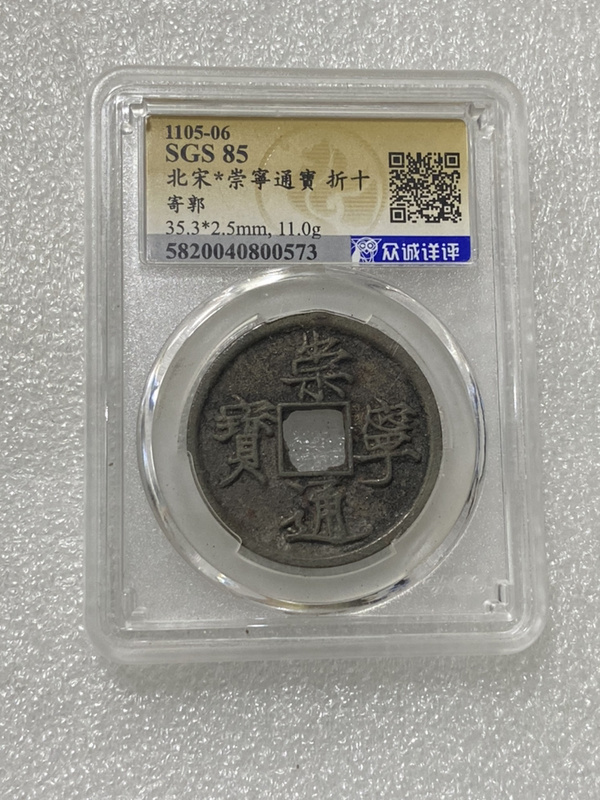 1105-06
SGS 85
北宋*崇寧通寶 折十
寄郭
35.3*2.5mm, 11.0g
5820040800573
众诚详评
崇
寶 寧
通